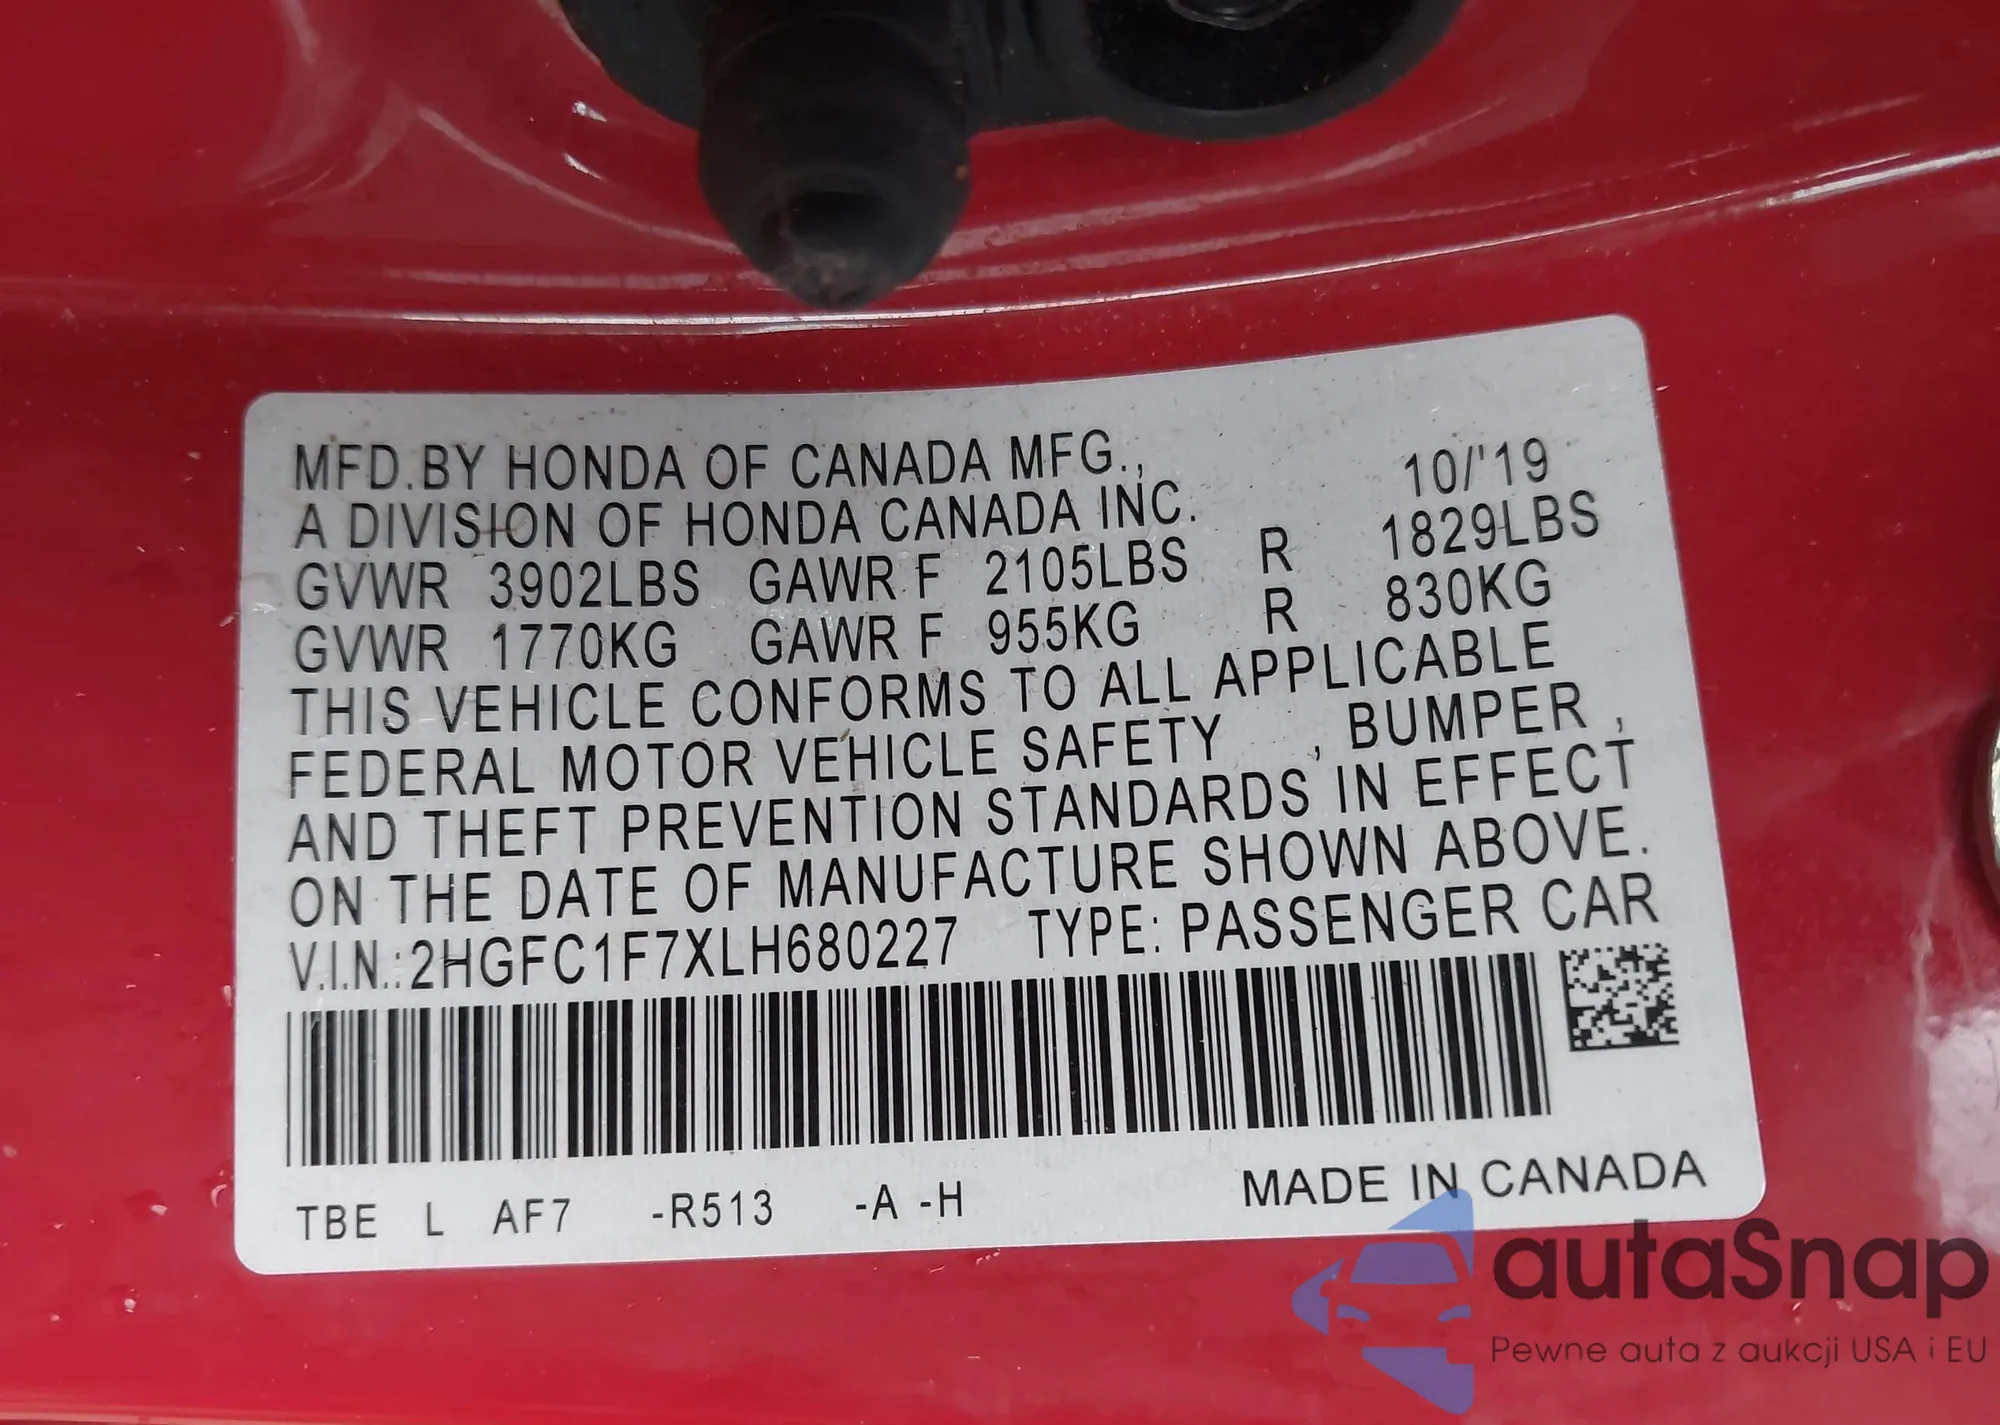 MFD.BY HONDA OF CANADA MFG., 10/'19
A DIVISION OF HONDA CANADA INC.
GVWR 3902LBS GAWR F 2105LBS R 1829LBS
GVWR 1770KG GAWR F 955KG R 830KG
THIS VEHICLE CONFORMS TO ALL APPLICABLE
FEDERAL MOTOR VEHICLE SAFETY , BUMPER ,
AND THEFT PREVENTION STANDARDS IN EFFECT
ON THE DATE OF MANUFACTURE SHOWN ABOVE.
V.I.N.:2HGFC1F7XLH680227 TYPE: PASSENGER CAR
TBE L AF7 -R513 -A -H MADE IN CANADA
autaSnap
Pewne auta z aukcji USA i EU